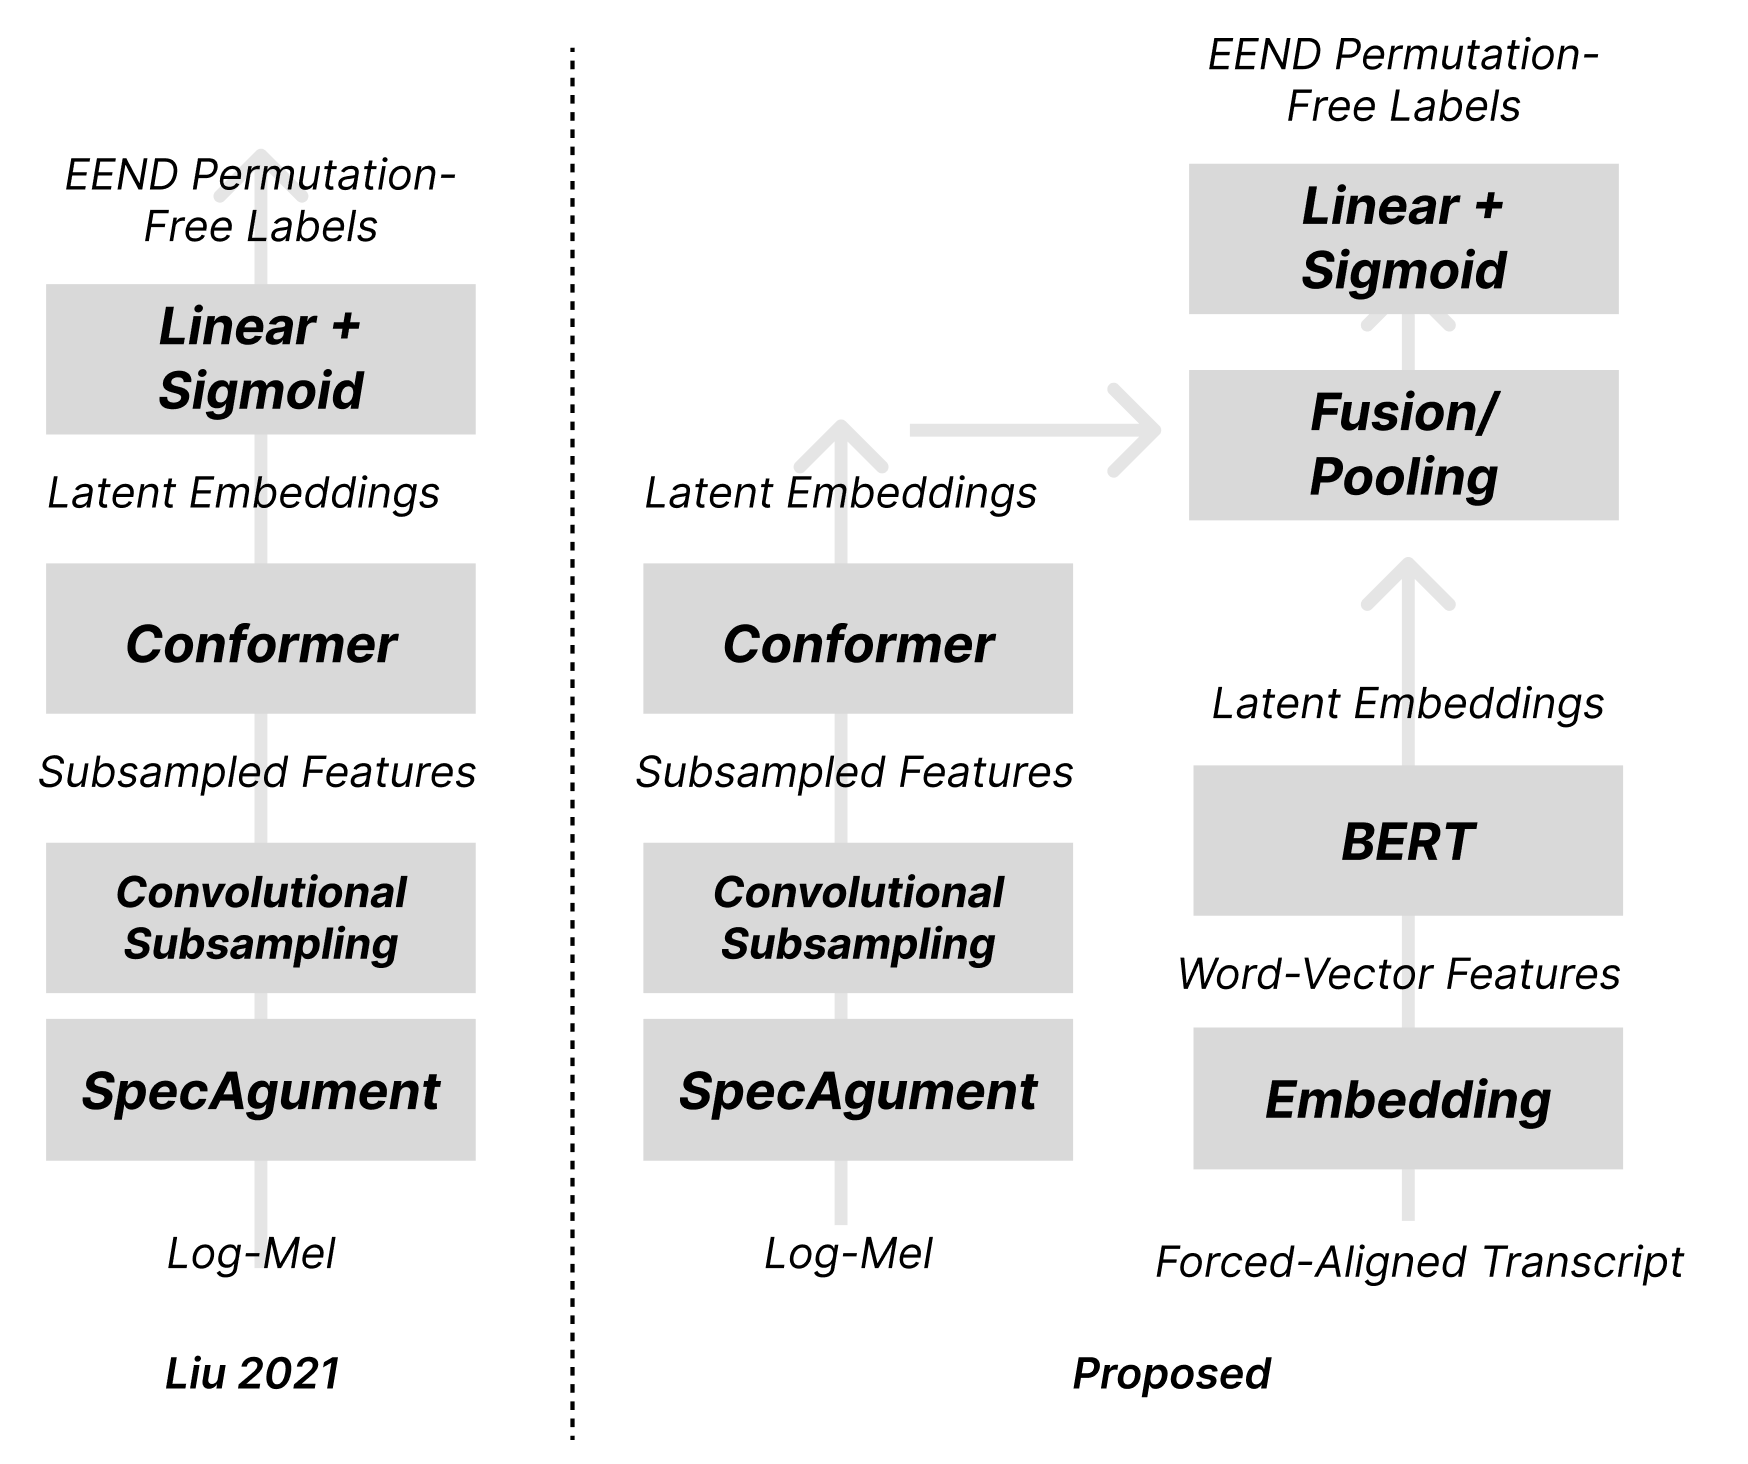 EEND Permutation-
Free Labels
Linear +
Sigmoid
Latent Embeddings
Conformer
Subsampled Features
Convolutional
Subsampling
SpecAgument
Log-Mel
Liu 2021
Latent Embeddings
Conformer
Subsampled Features
Convolutional
Subsampling
SpecAgument
Log-Mel
EEND Permutation-
Free Labels
Linear +
Sigmoid
Fusion/
Pooling
Latent Embeddings
BERT
Word-Vector Features
Embedding
Forced-Aligned Transcript
Proposed